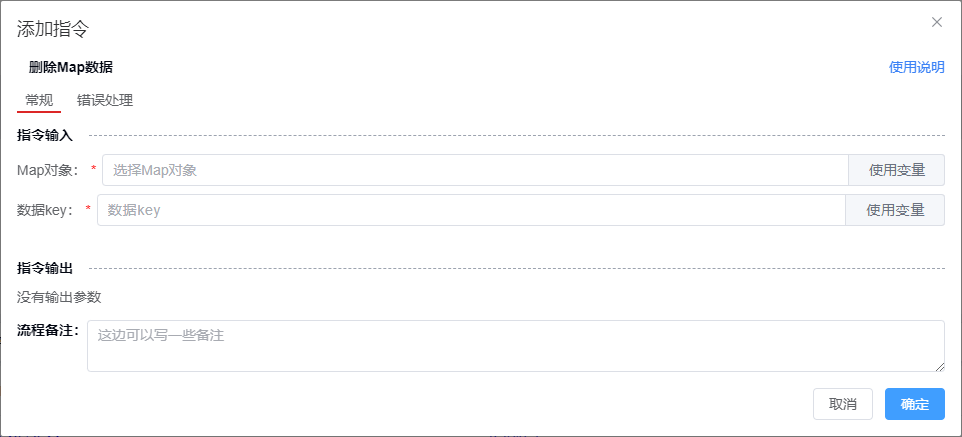 添加指令
删除Map数据 使用说明
常规 错误处理
指令输入
Map对象： * 选择Map对象 使用变量
数据key： * 数据key 使用变量
指令输出
没有输出参数
流程备注： 这边可以写一些备注
取消 确定